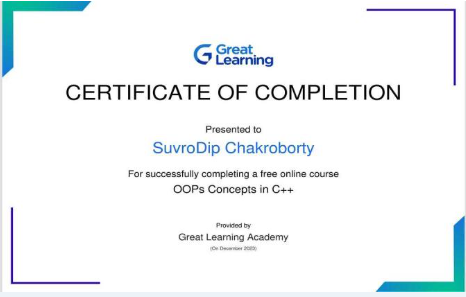 Great
Learning
CERTIFICATE OF COMPLETION
Presented to
SuvroDip Chakroborty
For successfully completing a free online course
OOPs Concepts in C++
Provided by
Great Learning Academy
(On December 2020)